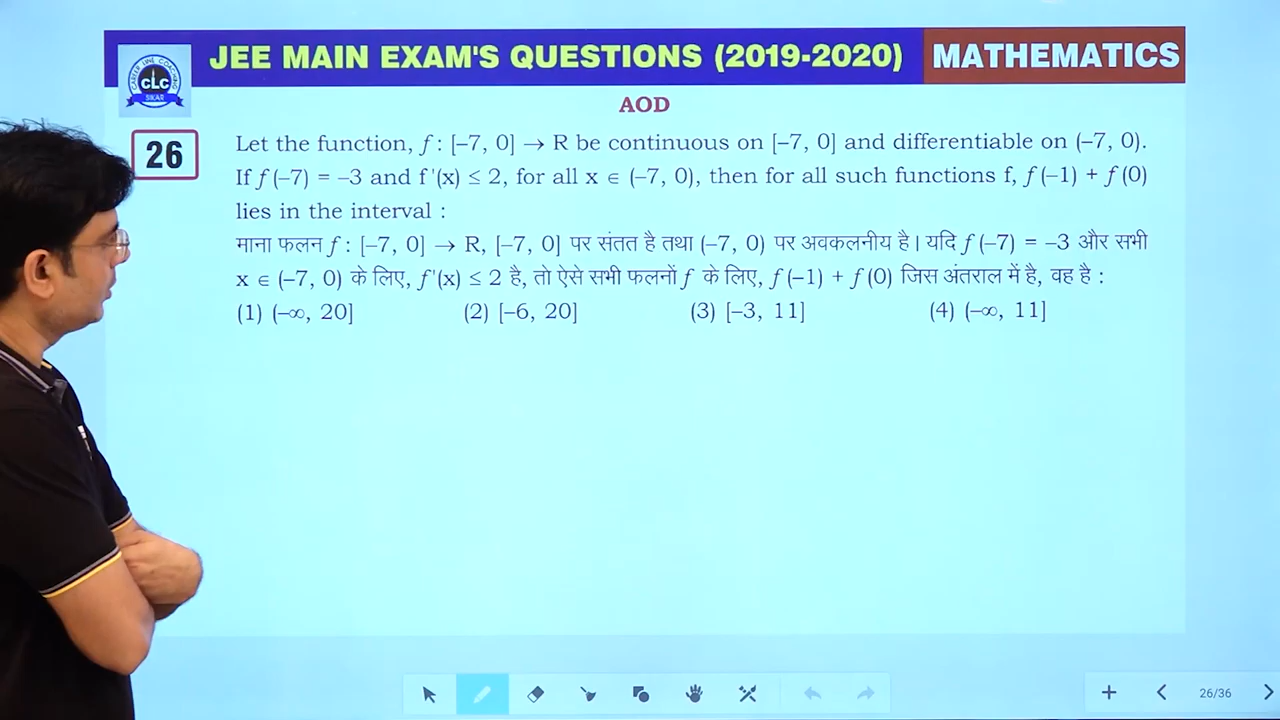 JEE MAIN EXAM'S QUESTIONS (2019-2020) MATHEMATICS
CLC
SIKAR
AOD
26
Let the function, f : [–7, 0] → R be continuous on [–7, 0] and differentiable on (–7, 0).
If f (–7) = –3 and f '(x) ≤ 2, for all x ∈ (–7, 0), then for all such functions f, f (–1) + f (0)
lies in the interval :
माना फलन f : [–7, 0] → R, [–7, 0] पर संतत है तथा (–7, 0) पर अवकलनीय है। यदि f (–7) = –3 और सभी
x ∈ (–7, 0) के लिए, f '(x) ≤ 2 है, तो ऐसे सभी फलनों f के लिए, f (–1) + f (0) जिस अंतराल में है, वह है :
(1) (–∞, 20] (2) [–6, 20] (3) [–3, 11] (4) (–∞, 11]
26/36